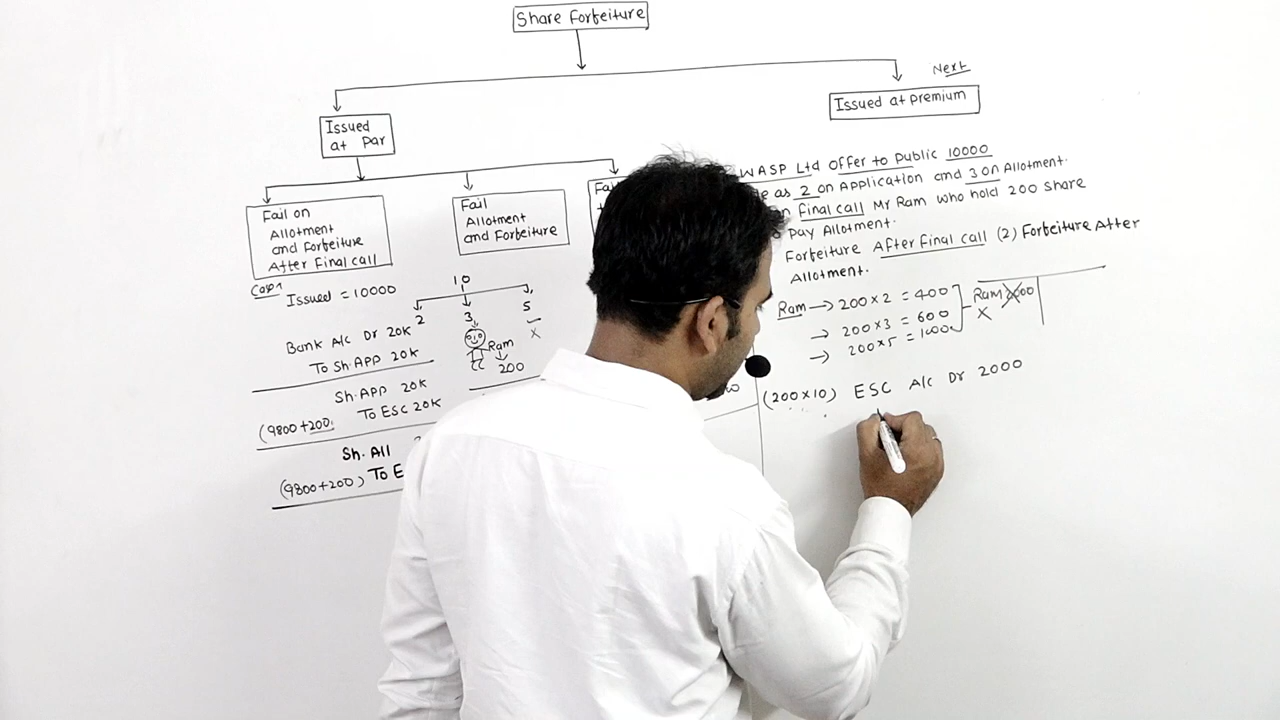 Share Forfeiture
Next
Issued at premium
Issued
at Par
Fail on
Allotment
and Forfeiture
After Final call
Fail
Allotment
and Forfeiture
WASP Ltd Offer to Public 10000
as 2 on Application and 3 on Allotment.
Final call Mr Ram who hold 200 Share
Pay Allotment.
Forfeiture After Final call (2) Forfeiture After
Allotment.
Case 1
Issued = 10000
Bank A/c Dr 20K
To Sh. APP 20K
Sh. APP 20K
To ESC 20K
(9800+200)
Sh. All
(9800+200) To
10
2 3 5
X
Ram
200
Ram → 200 × 2 = 400
→ 200 × 3 = 600
→ 200 × 5 = 1000
Ram 2000
X
(200×10) ESC A/c Dr 2000